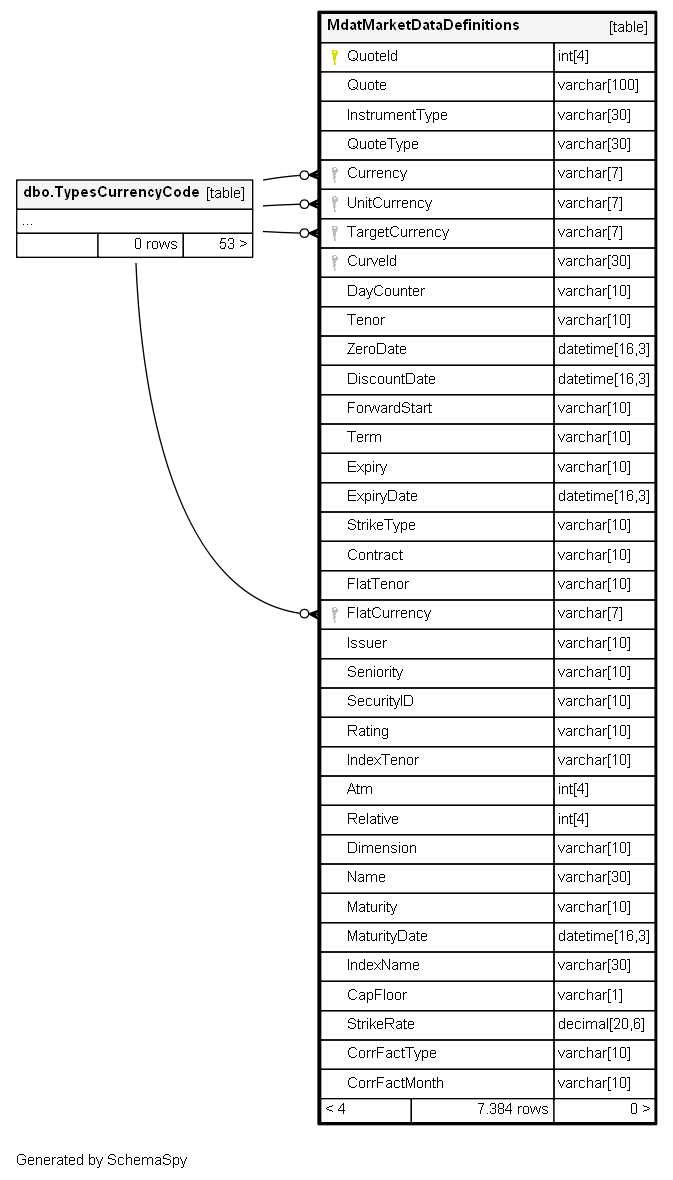 MdatMarketDataDefinitions [table]
QuoteId int[4]
Quote varchar[100]
InstrumentType varchar[30]
QuoteType varchar[30]
Currency varchar[7]
UnitCurrency varchar[7]
TargetCurrency varchar[7]
CurveId varchar[30]
DayCounter varchar[10]
Tenor varchar[10]
ZeroDate datetime[16,3]
DiscountDate datetime[16,3]
ForwardStart varchar[10]
Term varchar[10]
Expiry varchar[10]
ExpiryDate datetime[16,3]
StrikeType varchar[10]
Contract varchar[10]
FlatTenor varchar[10]
FlatCurrency varchar[7]
Issuer varchar[10]
Seniority varchar[10]
SecurityID varchar[10]
Rating varchar[10]
IndexTenor varchar[10]
Atm int[4]
Relative int[4]
Dimension varchar[10]
Name varchar[30]
Maturity varchar[10]
MaturityDate datetime[16,3]
IndexName varchar[30]
CapFloor varchar[1]
StrikeRate decimal[20,6]
CorrFactType varchar[10]
CorrFactMonth varchar[10]
< 4 7.384 rows 0 >
dbo.TypesCurrencyCode [table]
...
0 rows 53 >
Generated by SchemaSpy